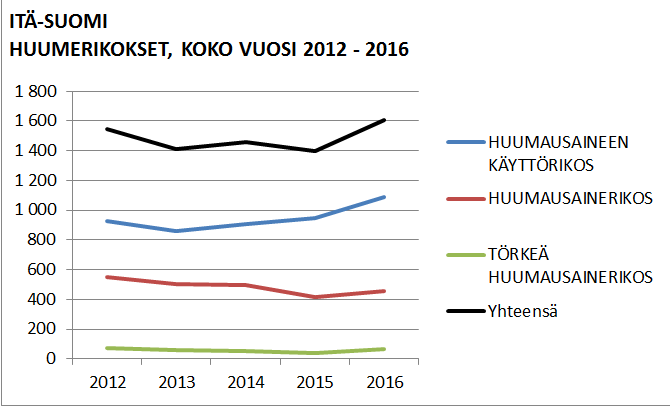 ITÄ-SUOMI
HUUMERIKOKSET, KOKO VUOSI 2012 - 2016
1 800
1 600
1 400
1 200
1 000
800
600
400
200
0
2012 2013 2014 2015 2016
HUUMAUSAINEEN
KÄYTTÖRIKOS
HUUMAUSAINERIKOS
TÖRKEÄ
HUUMAUSAINERIKOS
Yhteensä